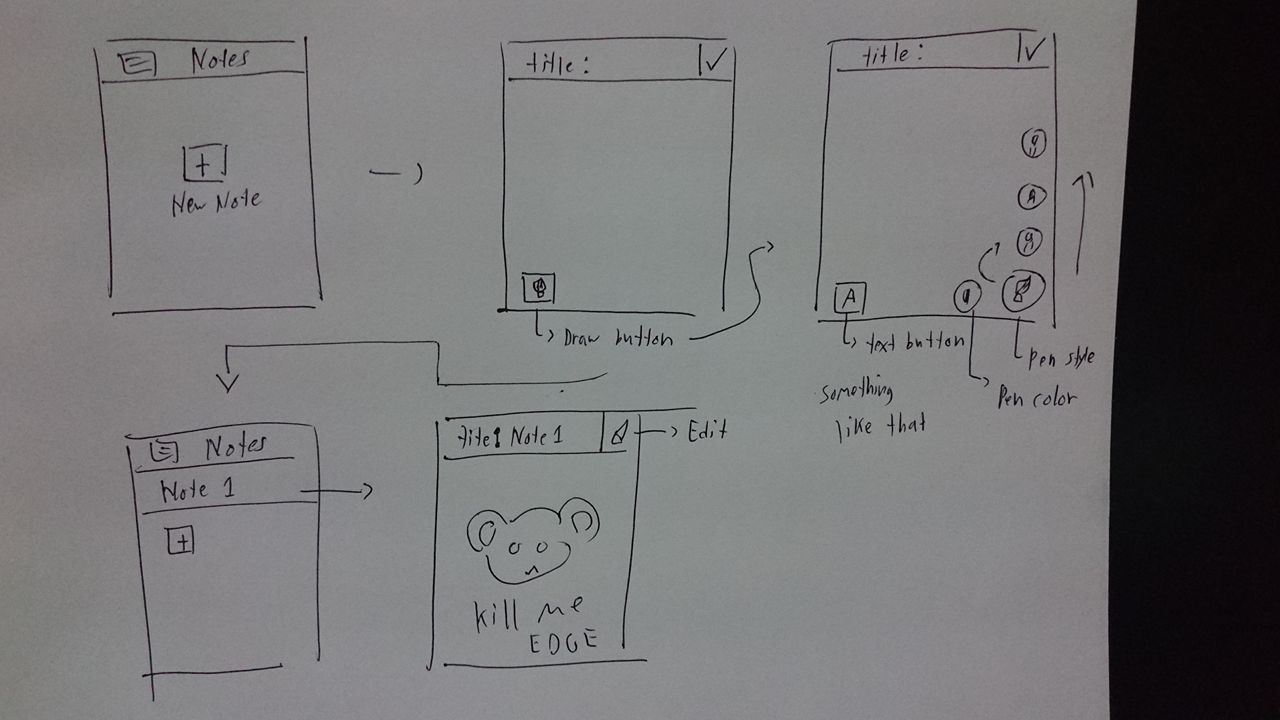 Notes
+
New Note
title:
Draw button
title:
A
text button
Pen style
Pen color
something
like that
Notes
Note 1
+
title: Note 1
Edit
kill me
EDGE